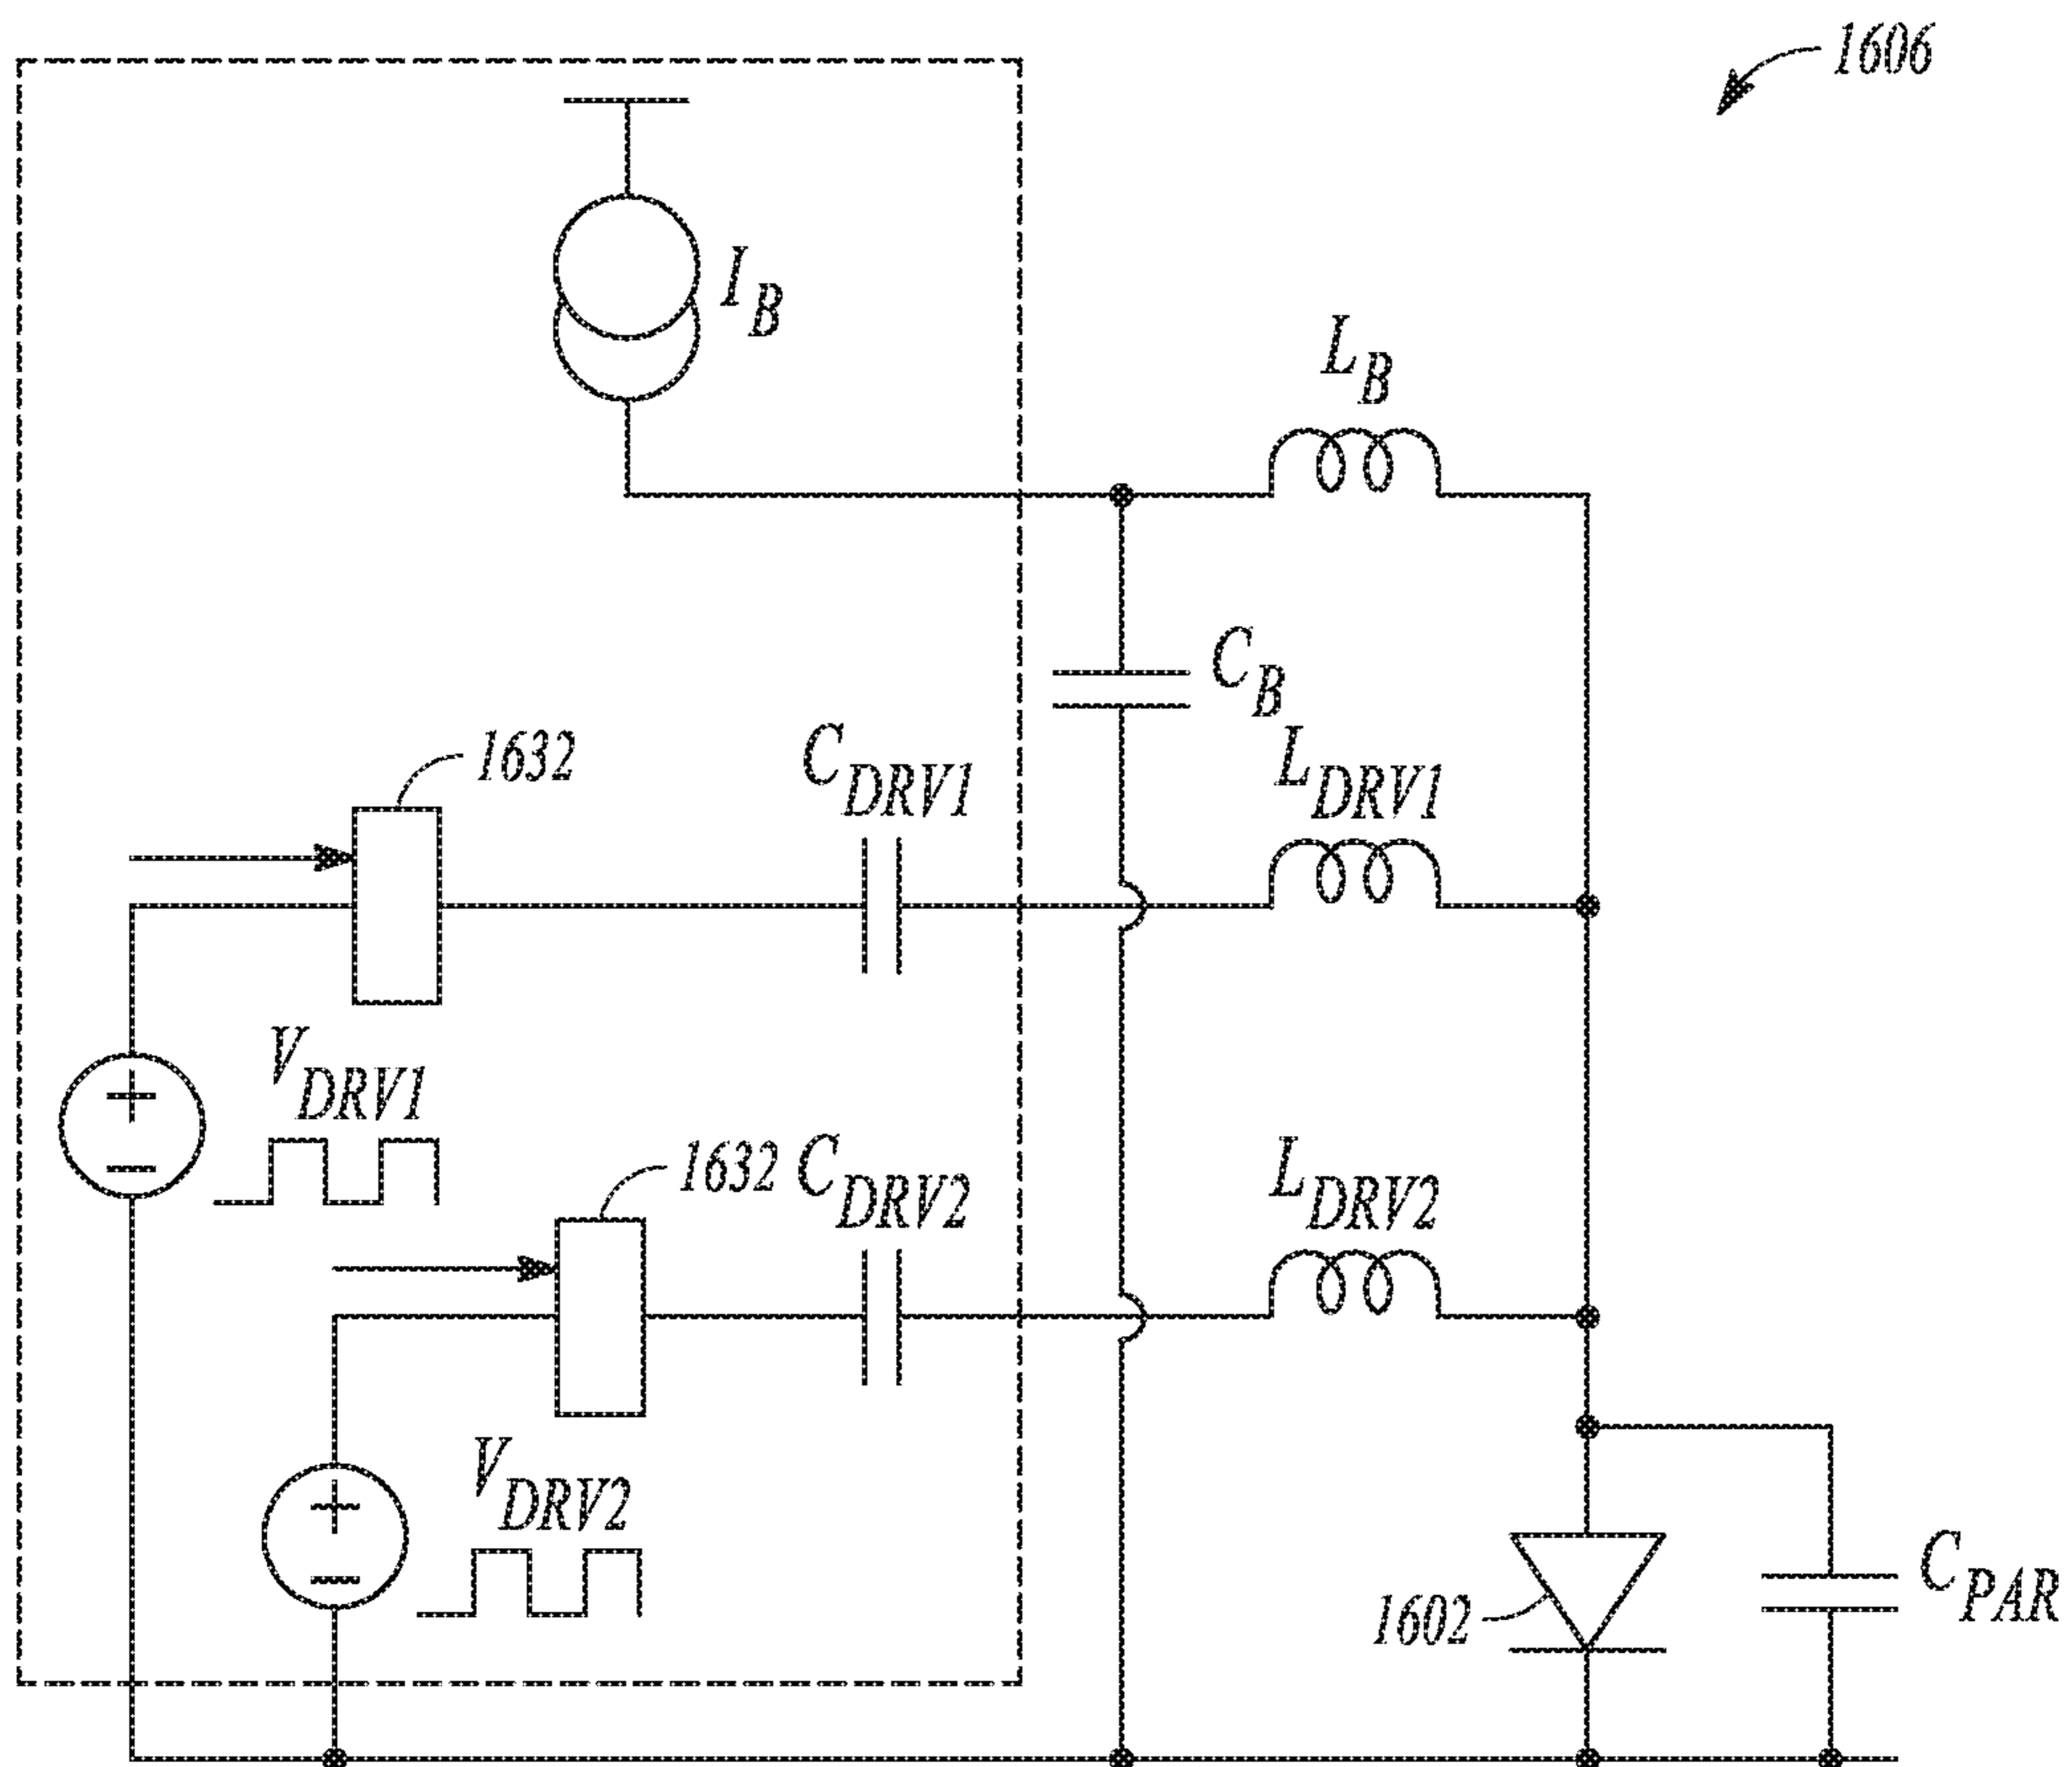 1606
I_B
L_B
C_B
1632
C_DRV1
L_DRV1
V_DRV1
1632
C_DRV2
L_DRV2
V_DRV2
1602
C_PAR